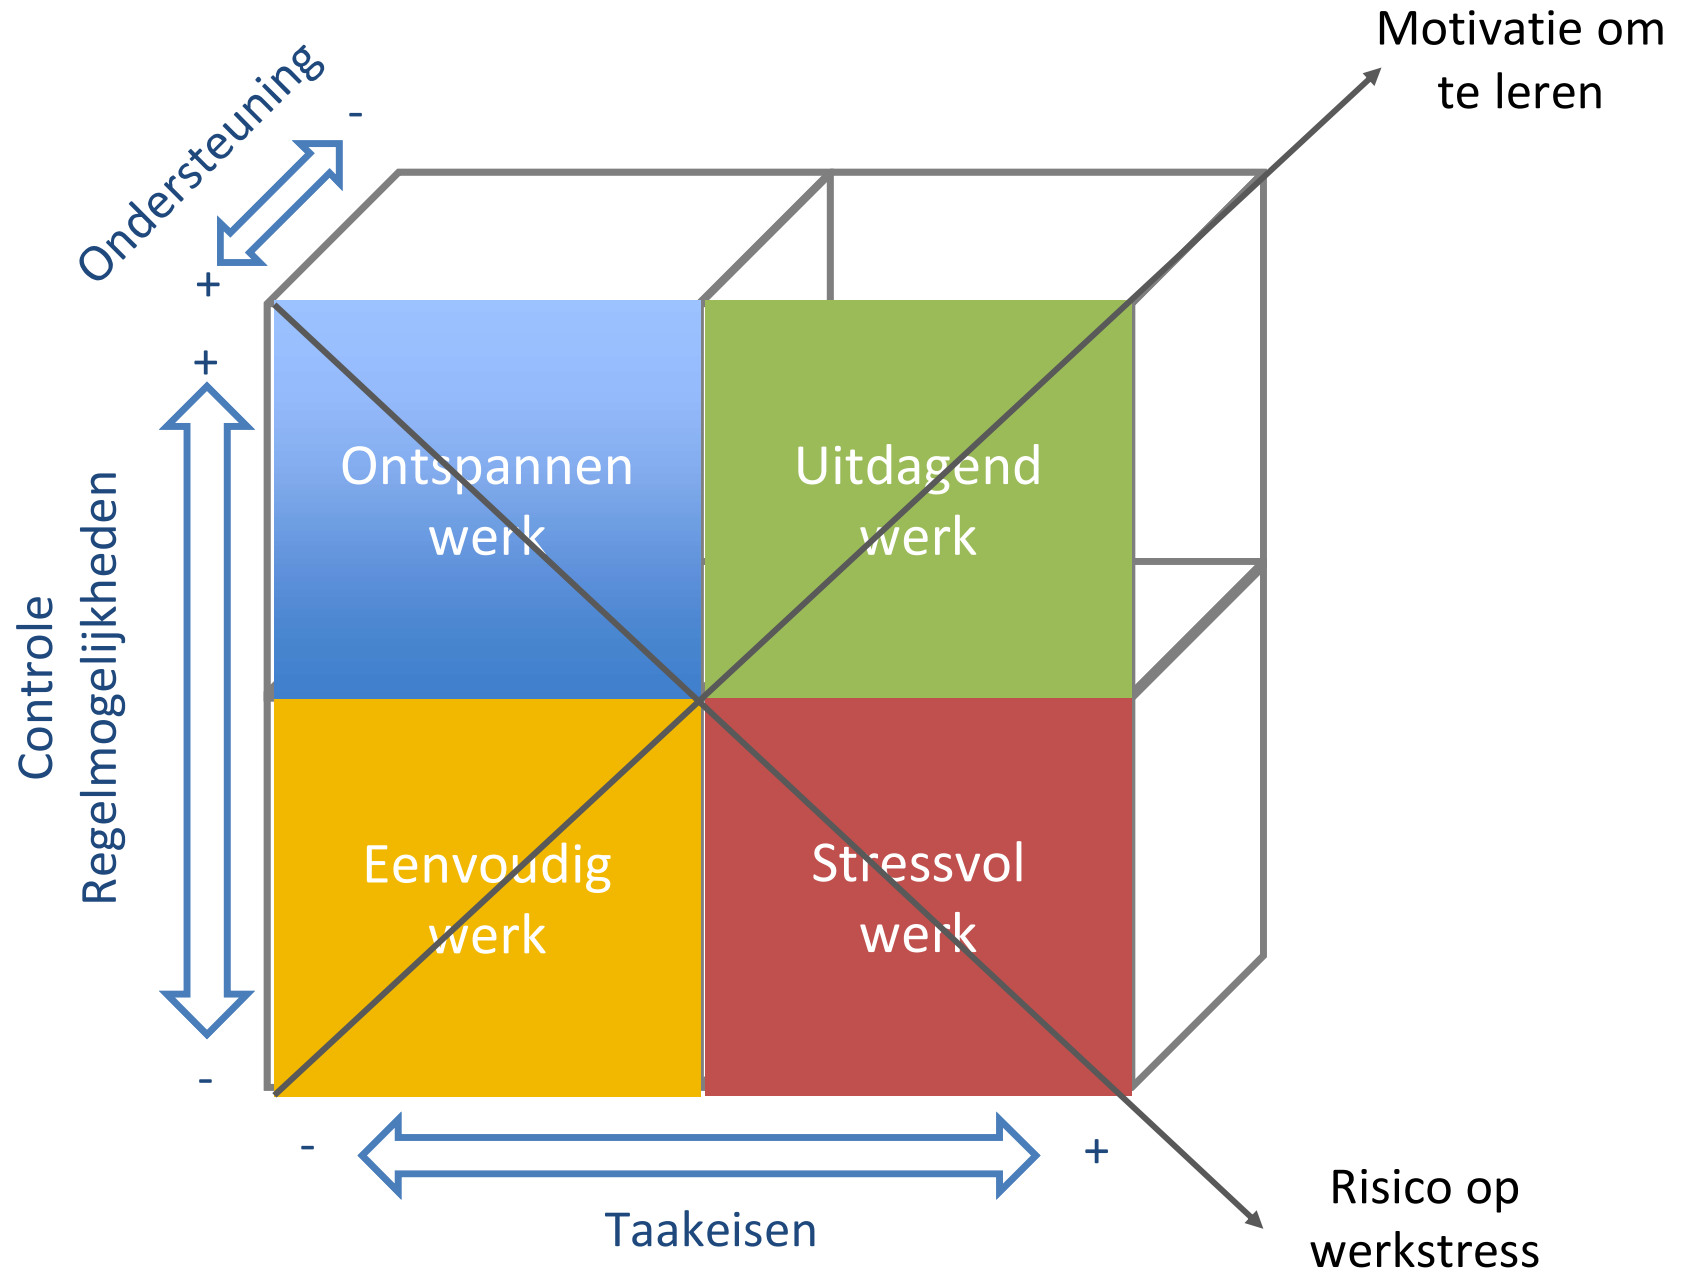 Motivatie om
te leren
Ondersteuning
-
+
+
Ontspannen
werk
Uitdagend
werk
Controle
Regelmogelijkheden
Eenvoudig
werk
Stressvol
werk
-
-
+
Taakeisen
Risico op
werkstress